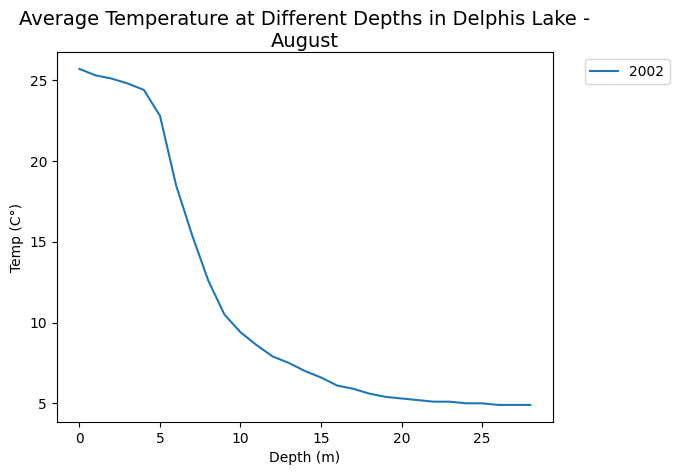 Average Temperature at Different Depths in Delphis Lake -
August
2002
25
20
15
10
5
Temp (C°)
0 5 10 15 20 25
Depth (m)